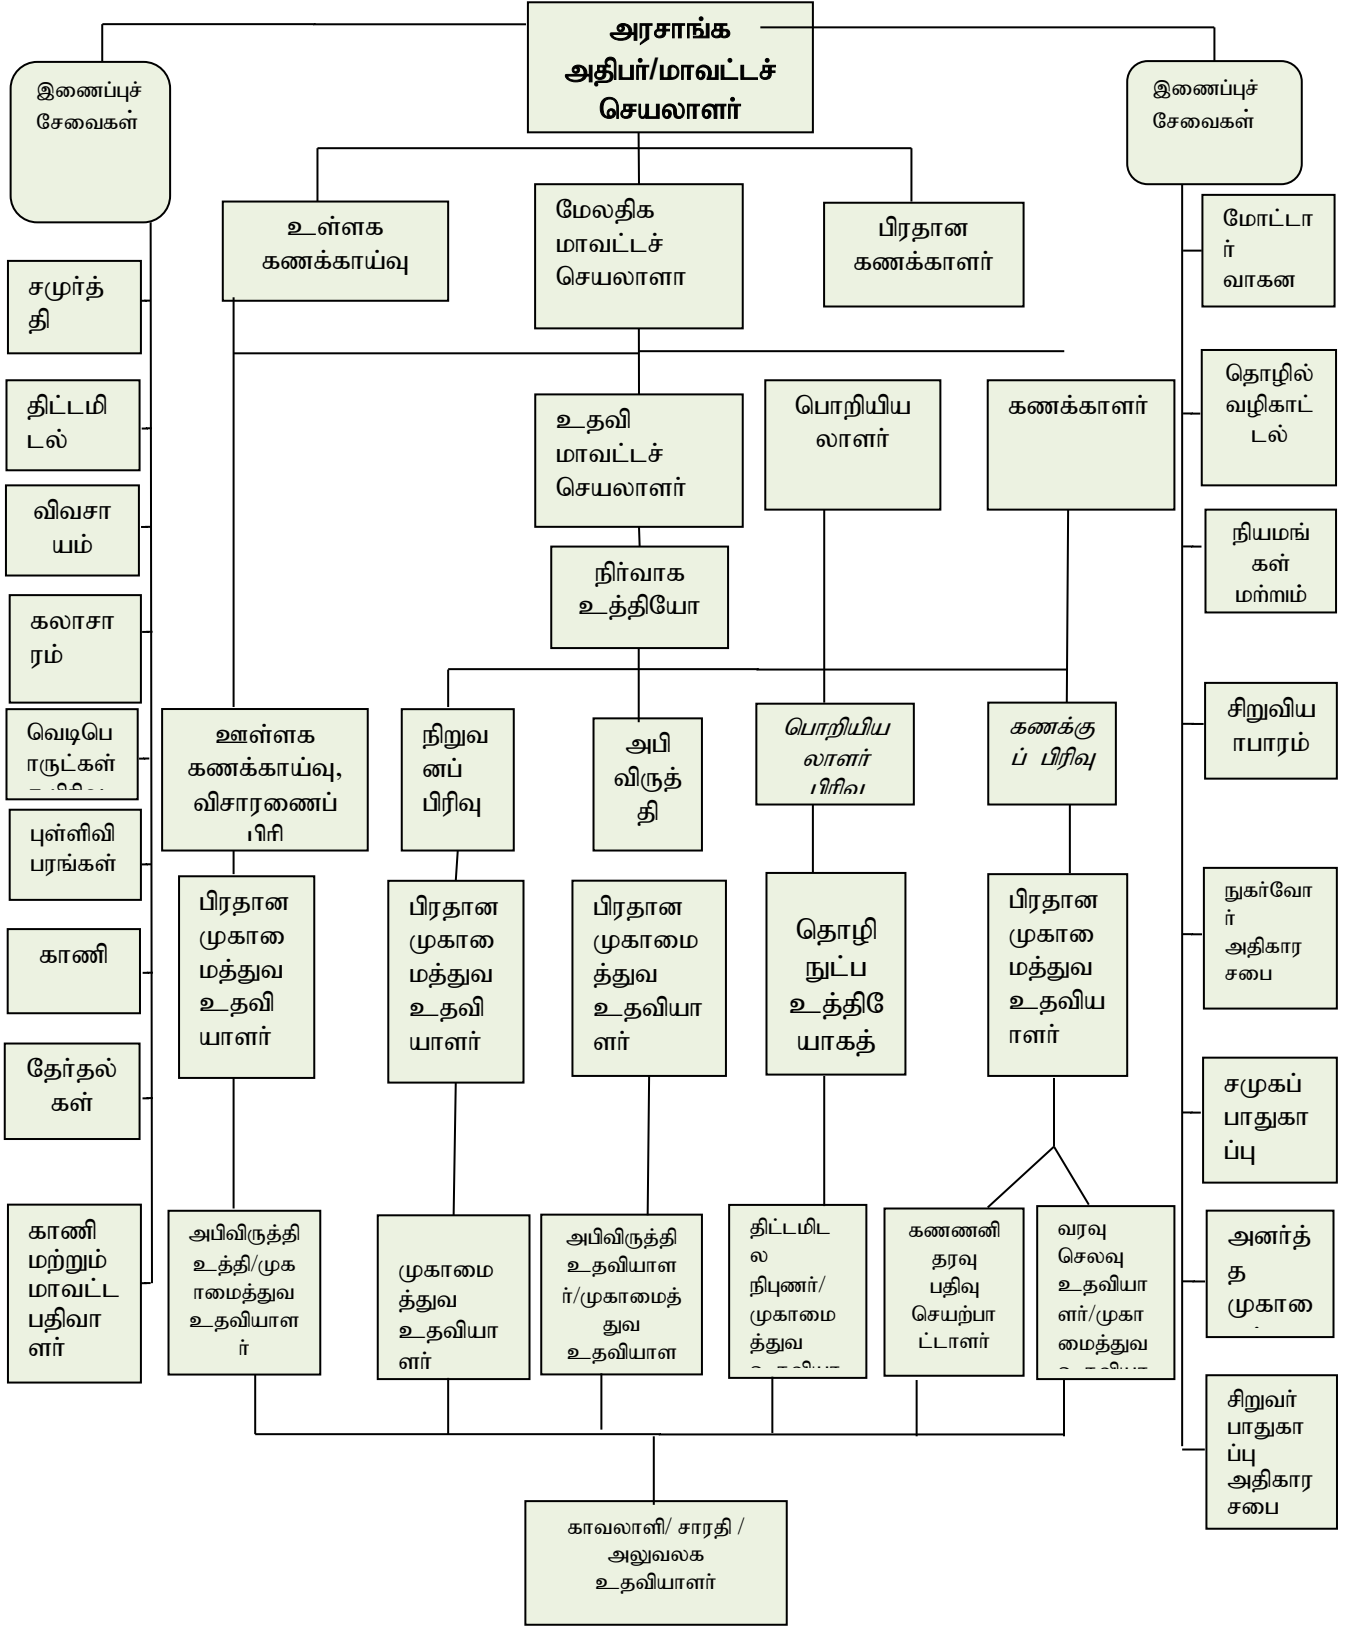 அரசாங்க
அதிபர்/மாவட்டச்
செயலாளர்
இணைப்புச்
சேவைகள்
இணைப்புச்
சேவைகள்
உள்ளக
கணக்காய்வு
மேலதிக
மாவட்டச்
செயலாளா
பிரதான
கணக்காளர்
மோட்டா
ர்
வாகன
சமுர்த்
தி
திட்டமி
டல்
விவசா
யம்
கலாசா
ரம்
வெடிபெ
ாருட்கள்
புள்ளிவி
பரங்கள்
காணி
தேர்தல்
கள்
காணி
மற்றும்
மாவட்ட
பதிவா
ளர்
உதவி
மாவட்டச்
செயலாளர்
பொறியிய
லாளர்
கணக்காளர்
தொழில்
வழிகாட்
டல்
நிர்வாக
உத்தியோ
நியமங்
கள்
மற்றும்
ஊள்ளக
கணக்காய்வு,
விசாரணைப்
பிரி
நிறுவ
னப்
பிரிவு
அபி
விருத்
தி
பொறியிய
லாளர்
பிரிவு
கணக்கு
ப் பிரிவு
சிறுவிய
ாபாரம்
பிரதான
முகாமை
மத்துவ
உதவி
யாளர்
பிரதான
முகாமை
மத்துவ
உதவி
யாளர்
பிரதான
முகாமை
த்துவ
உதவியா
ளர்
தொழி
நுட்ப
உத்தியே
யாகத்
பிரதான
முகாமை
மத்துவ
உதவிய
ாளர்
நுகர்வோ
ர்
அதிகார
சபை
சமுகப்
பாதுகா
ப்பு
அபிவிருத்தி
உத்தி/முக
ாமைத்துவ
உதவியாள
ர்
முகாமை
த்துவ
உதவியா
ளர்
அபிவிருத்தி
உதவியாள
ர்/முகாமைத்
துவ
உதவியாள
திட்டமிட
ல
நிபுணர்/
முகாமை
த்துவ
கணணனி
தரவு
பதிவு
செயற்பா
ட்டாளர்
வரவு
செலவு
உதவியா
ளர்/முகா
மைத்துவ
அனர்த்
த
முகாமை
சிறுவர்
பாதுகா
ப்பு
அதிகார
சபை
காவலாளி/ சாரதி /
அலுவலக
உதவியாளர்